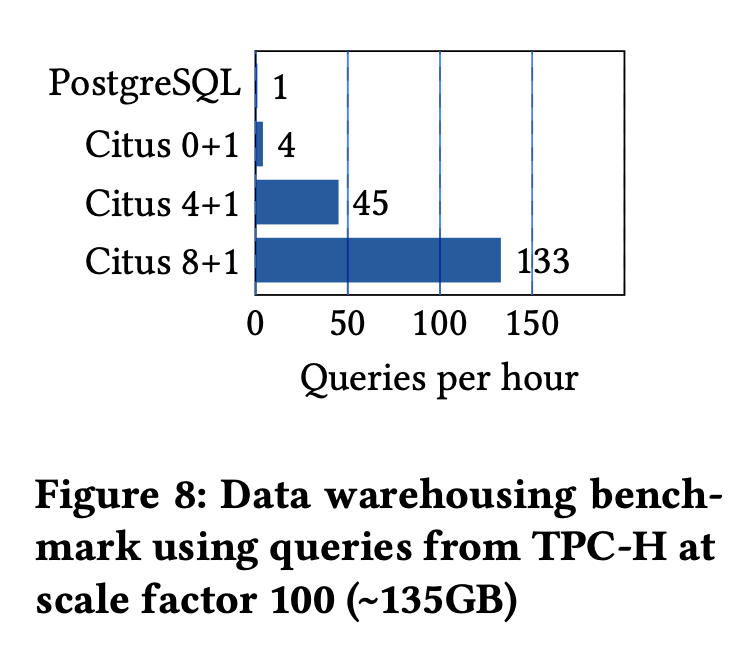 PostgreSQL 1
Citus 0+1 4
Citus 4+1 45
Citus 8+1 133
0 50 100 150
Queries per hour
Figure 8: Data warehousing bench-
mark using queries from TPC-H at
scale factor 100 (~135GB)